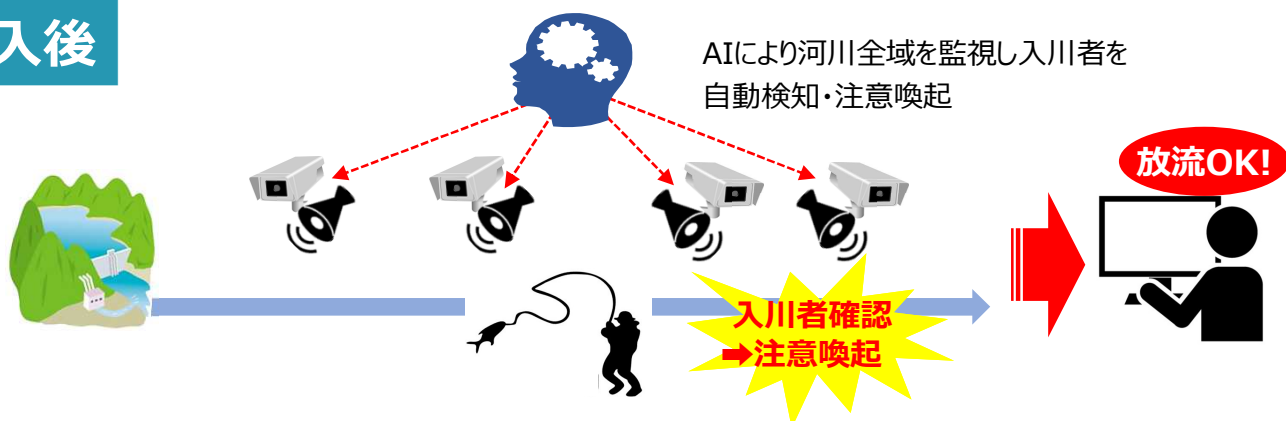 入後
AIにより河川全域を監視し入川者を
自動検知・注意喚起
放流OK!
入川者確認
➡注意喚起